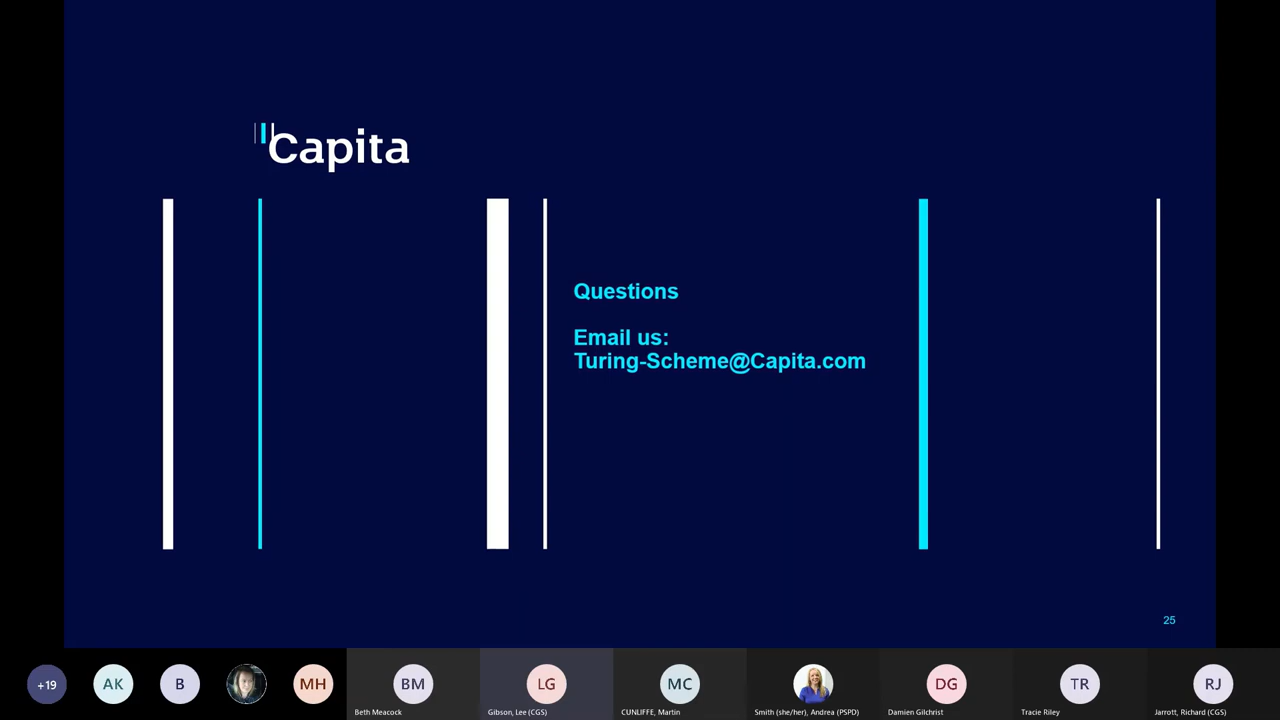 Capita
Questions
Email us:
Turing-Scheme@Capita.com
25
+19
AK
B
MH
BM
Beth Meacock
LG
Gibson, Lee (CGS)
MC
CUNLIFFE, Martin
Smith (she/her), Andrea (PSPD)
DG
Damien Gilchrist
TR
Tracie Riley
RJ
Jarrott, Richard (CGS)